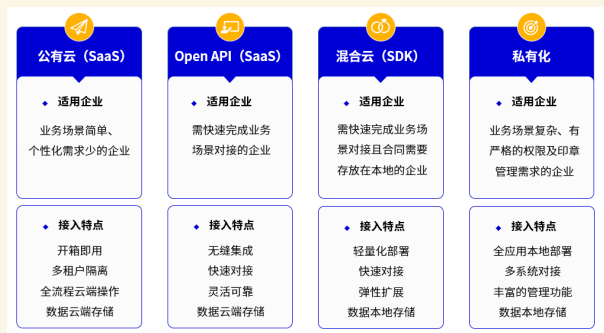 公有云（SaaS）
适用企业
业务场景简单、
个性化需求少的企业
接入特点
开箱即用
多租户隔离
全流程云端操作
数据云端存储
Open API（SaaS）
适用企业
需快速完成业务
场景对接的企业
接入特点
无缝集成
快速对接
灵活可靠
数据云端存储
混合云（SDK）
适用企业
需快速完成业务场
景对接且合同需要
存放在本地的企业
接入特点
轻量化部署
快速对接
弹性扩展
数据本地存储
私有化
适用企业
业务场景复杂、有
严格的权限及印章
管理需求的企业
接入特点
全应用本地部署
多系统对接
丰富的管理功能
数据本地存储